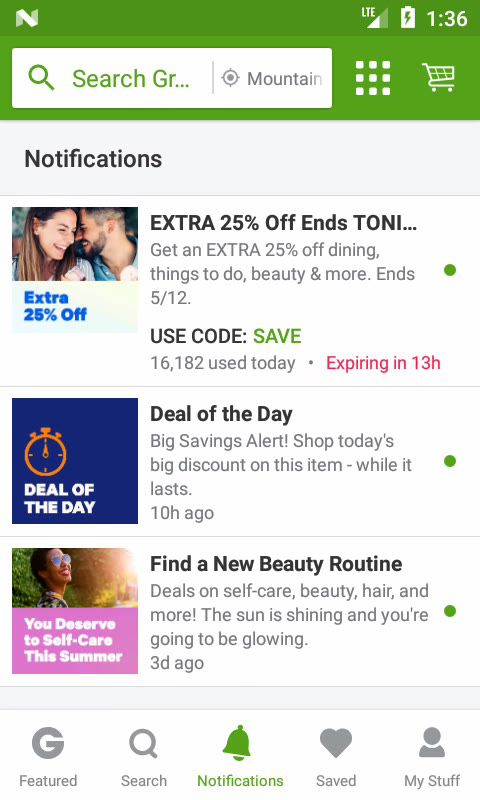 LTE 1:36
Search Gr... Mountain
Notifications
EXTRA 25% Off Ends TONI...
Get an EXTRA 25% off dining,
things to do, beauty & more. Ends
5/12.
Extra
25% Off
USE CODE: SAVE
16,182 used today • Expiring in 13h
Deal of the Day
Big Savings Alert! Shop today's
big discount on this item - while it
lasts.
10h ago
DEAL OF
THE DAY
Find a New Beauty Routine
Deals on self-care, beauty, hair, and
more! The sun is shining and you're
going to be glowing.
3d ago
You Deserve
to Self-Care
This Summer
G
Featured Search Notifications Saved My Stuff